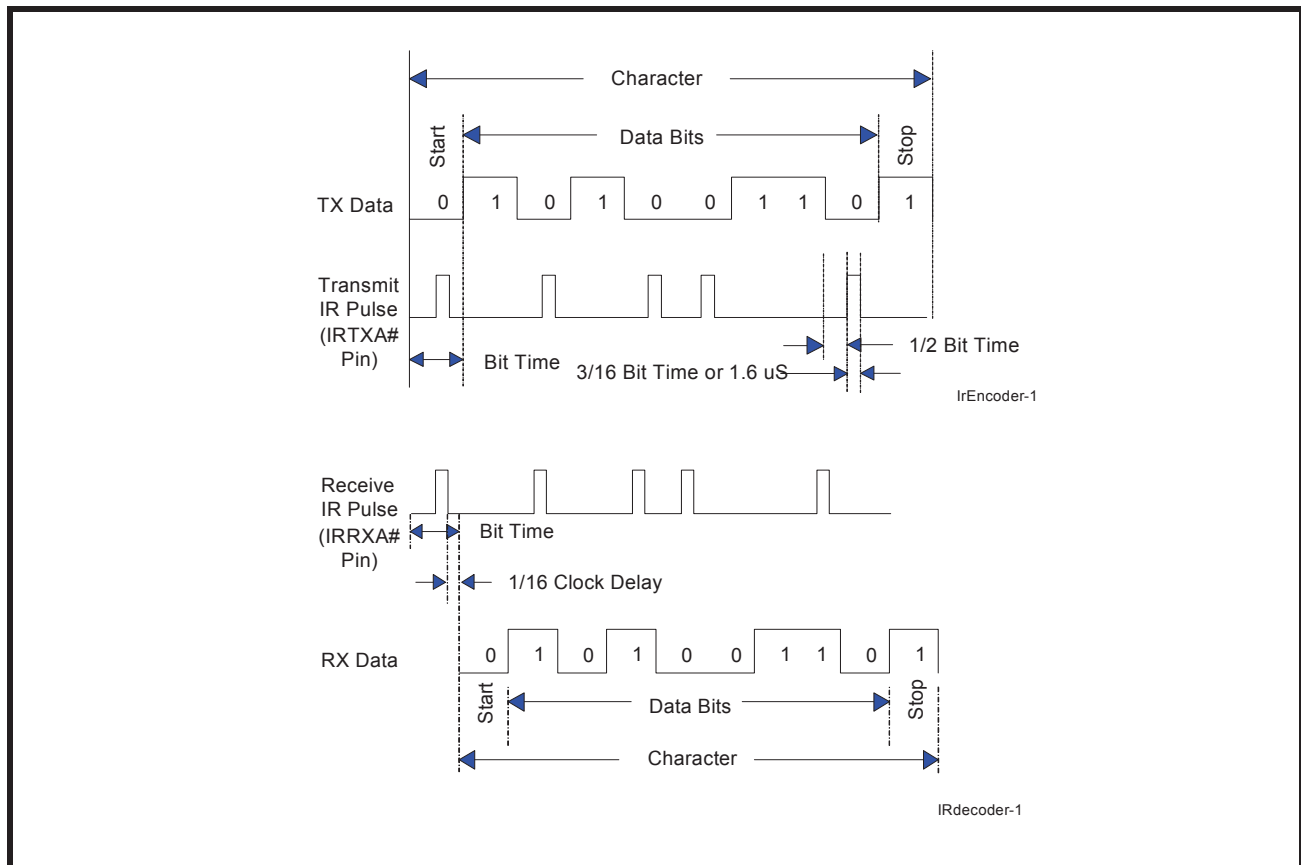 Character
Start
Data Bits
Stop
TX Data
0 1 0 1 0 0 1 1 0 1
Transmit
IR Pulse
(IRTXA#
Pin)
Bit Time
1/2 Bit Time
3/16 Bit Time or 1.6 uS
IrEncoder-1
Receive
IR Pulse
(IRRXA#
Pin)
Bit Time
1/16 Clock Delay
RX Data
0 1 0 1 0 0 1 1 0 1
Start
Data Bits
Stop
Character
IRdecoder-1